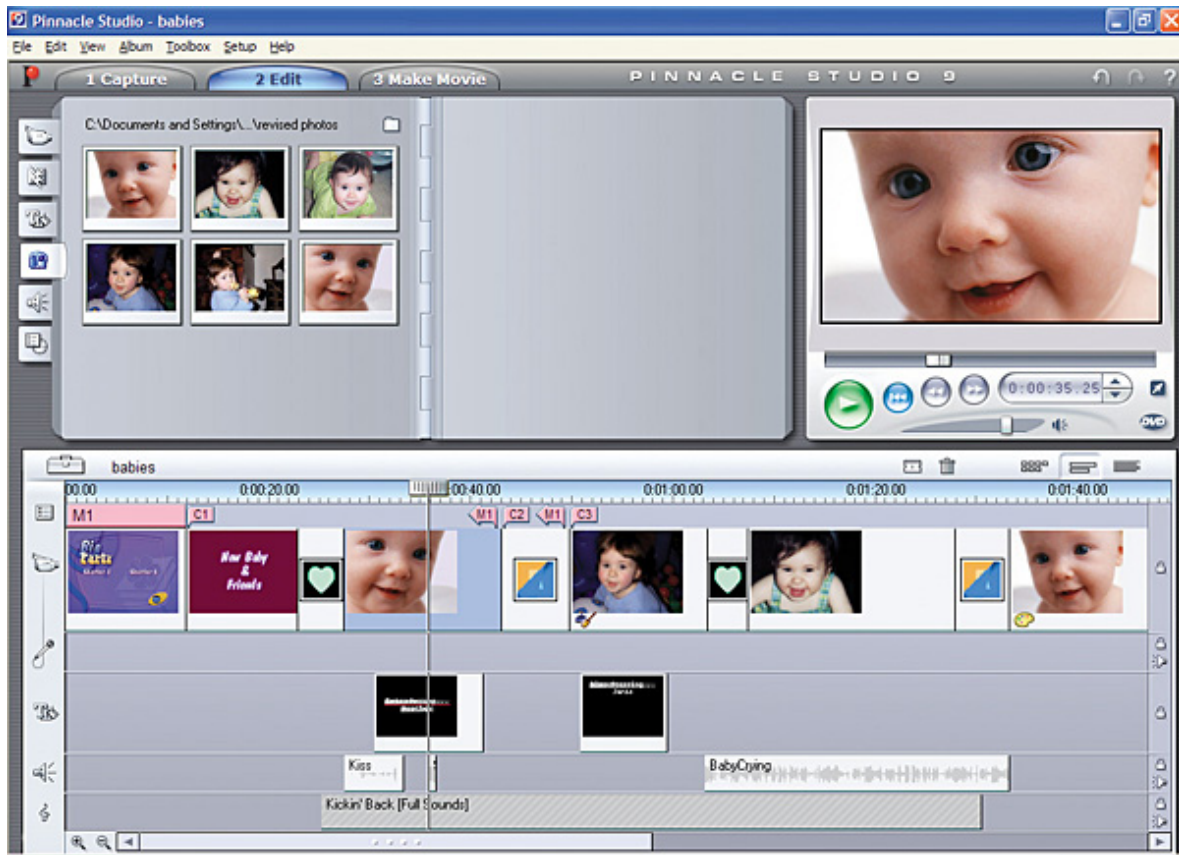 Pinnacle Studio - babies
File Edit View Album Toolbox Setup Help
1 Capture 2 Edit 3 Make Movie PINNACLE STUDIO 9 ?
C:\Documents and Settings\...\revised photos
0:00:35.25
DVD
babies
00.00 0:00:20.00 00:40.00 0:01:00.00 0:01:20.00 0:01:40.00
M1 C1 M1 C2 M1 C3
New Baby
&
Friends
Kiss BabyCrying
Kickin' Back [Full Sounds]